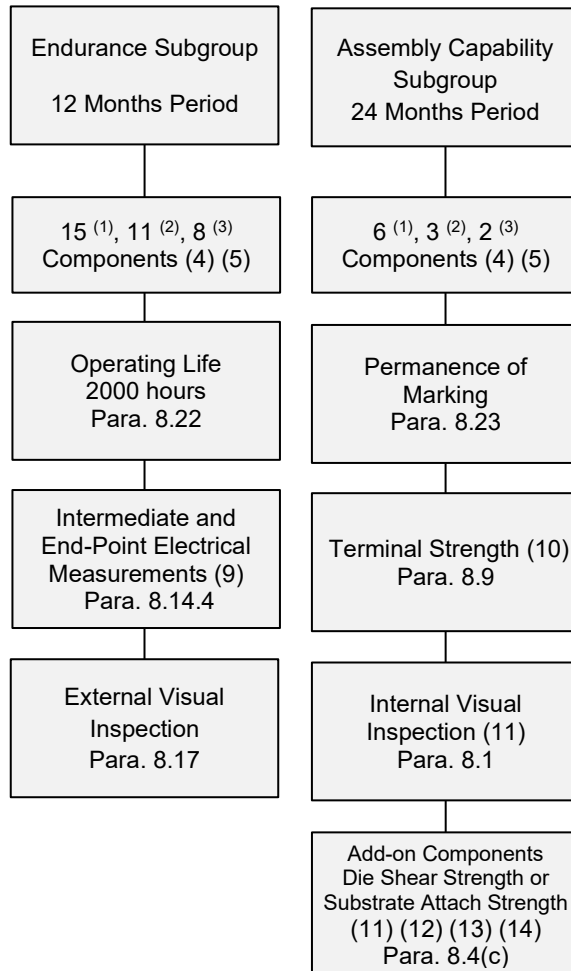 Endurance Subgroup
12 Months Period
15 (1), 11 (2), 8 (3)
Components (4) (5)
Operating Life
2000 hours
Para. 8.22
Intermediate and
End-Point Electrical
Measurements (9)
Para. 8.14.4
External Visual
Inspection
Para. 8.17
Assembly Capability
Subgroup
24 Months Period
6 (1), 3 (2), 2 (3)
Components (4) (5)
Permanence of
Marking
Para. 8.23
Terminal Strength (10)
Para. 8.9
Internal Visual
Inspection (11)
Para. 8.1
Add-on Components
Die Shear Strength or
Substrate Attach Strength
(11) (12) (13) (14)
Para. 8.4(c)